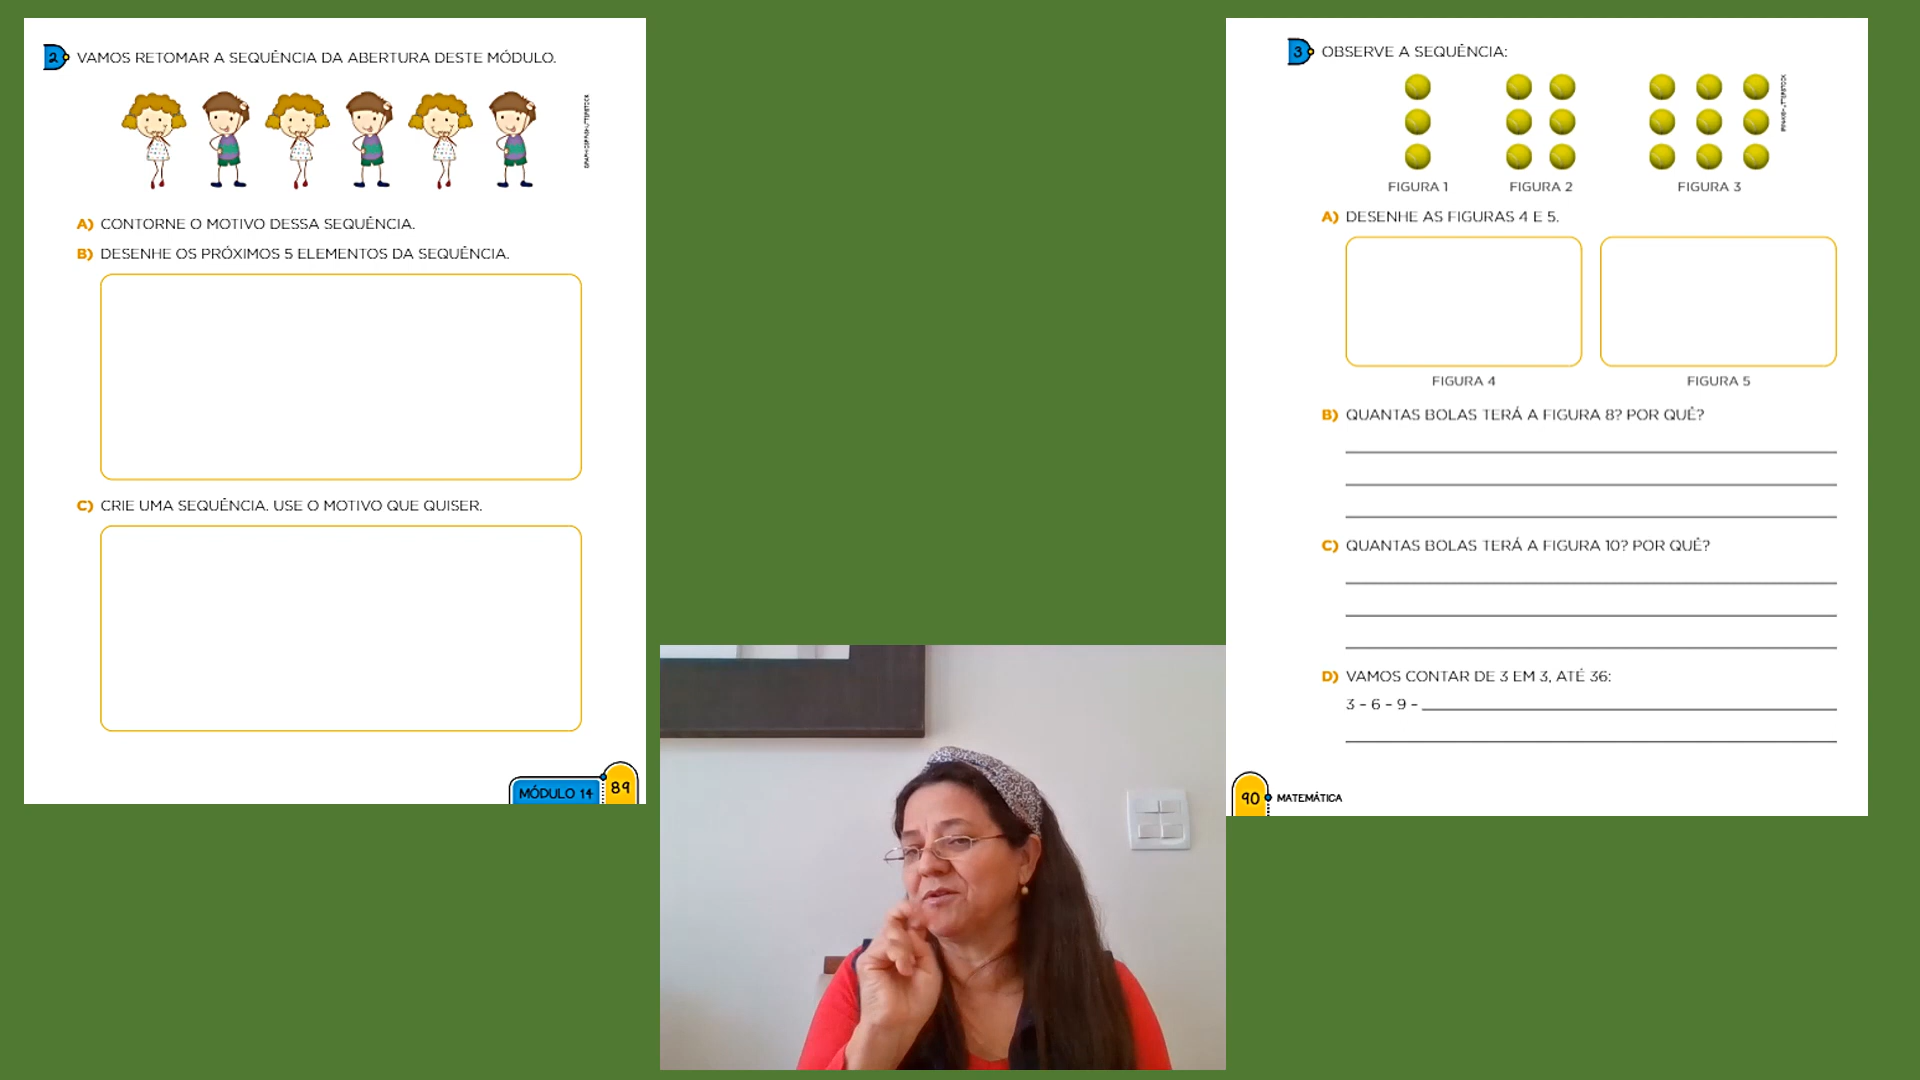 2 VAMOS RETOMAR A SEQUÊNCIA DA ABERTURA DESTE MÓDULO.
A) CONTORNE O MOTIVO DESSA SEQUÊNCIA.
B) DESENHE OS PRÓXIMOS 5 ELEMENTOS DA SEQUÊNCIA.
C) CRIE UMA SEQUÊNCIA. USE O MOTIVO QUE QUISER.
MÓDULO 14 89
3 OBSERVE A SEQUÊNCIA:
FIGURA 1 FIGURA 2 FIGURA 3
A) DESENHE AS FIGURAS 4 E 5.
FIGURA 4 FIGURA 5
B) QUANTAS BOLAS TERÁ A FIGURA 8? POR QUÊ?
C) QUANTAS BOLAS TERÁ A FIGURA 10? POR QUÊ?
D) VAMOS CONTAR DE 3 EM 3, ATÉ 36:
3 - 6 - 9 -
90 MATEMÁTICA